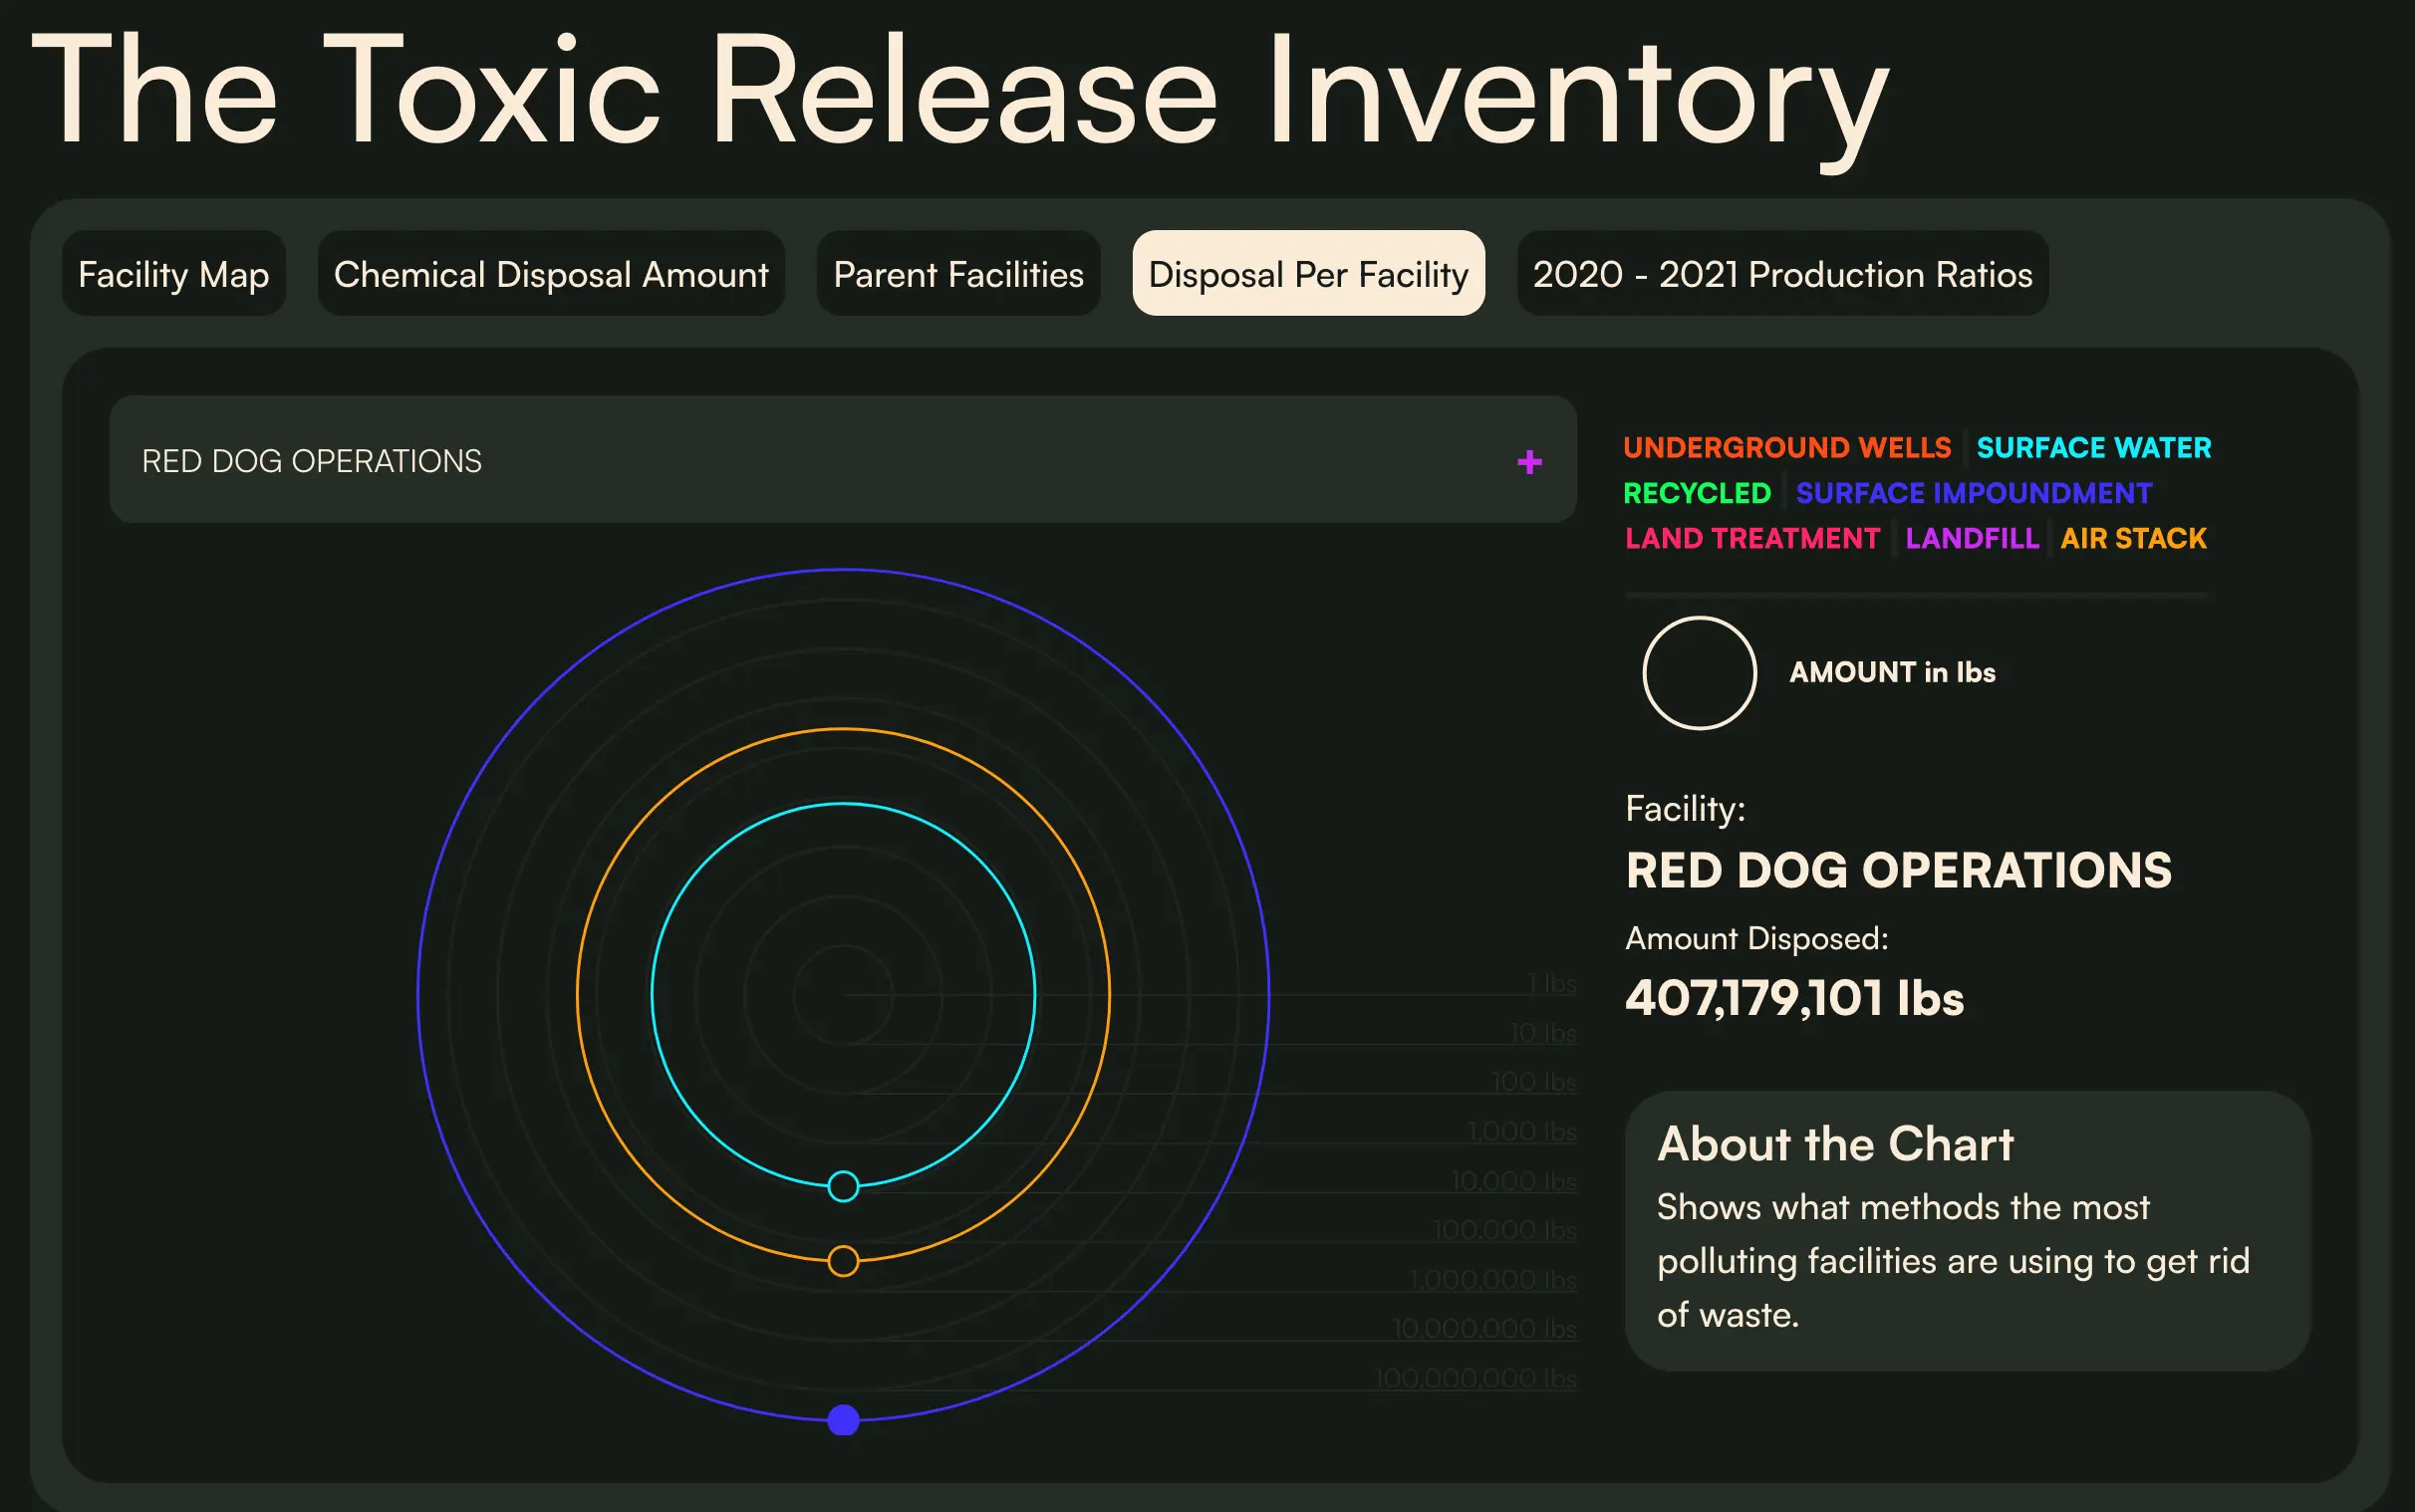 The Toxic Release Inventory
Facility Map
Chemical Disposal Amount
Parent Facilities
Disposal Per Facility
2020 - 2021 Production Ratios
RED DOG OPERATIONS
+
UNDERGROUND WELLS | SURFACE WATER
RECYCLED | SURFACE IMPOUNDMENT
LAND TREATMENT | LANDFILL | AIR STACK
AMOUNT in lbs
Facility:
RED DOG OPERATIONS
Amount Disposed:
407,179,101 lbs
1 lbs
10 lbs
100 lbs
1,000 lbs
10,000 lbs
100,000 lbs
1,000,000 lbs
10,000,000 lbs
100,000,000 lbs
About the Chart
Shows what methods the most
polluting facilities are using to get rid
of waste.